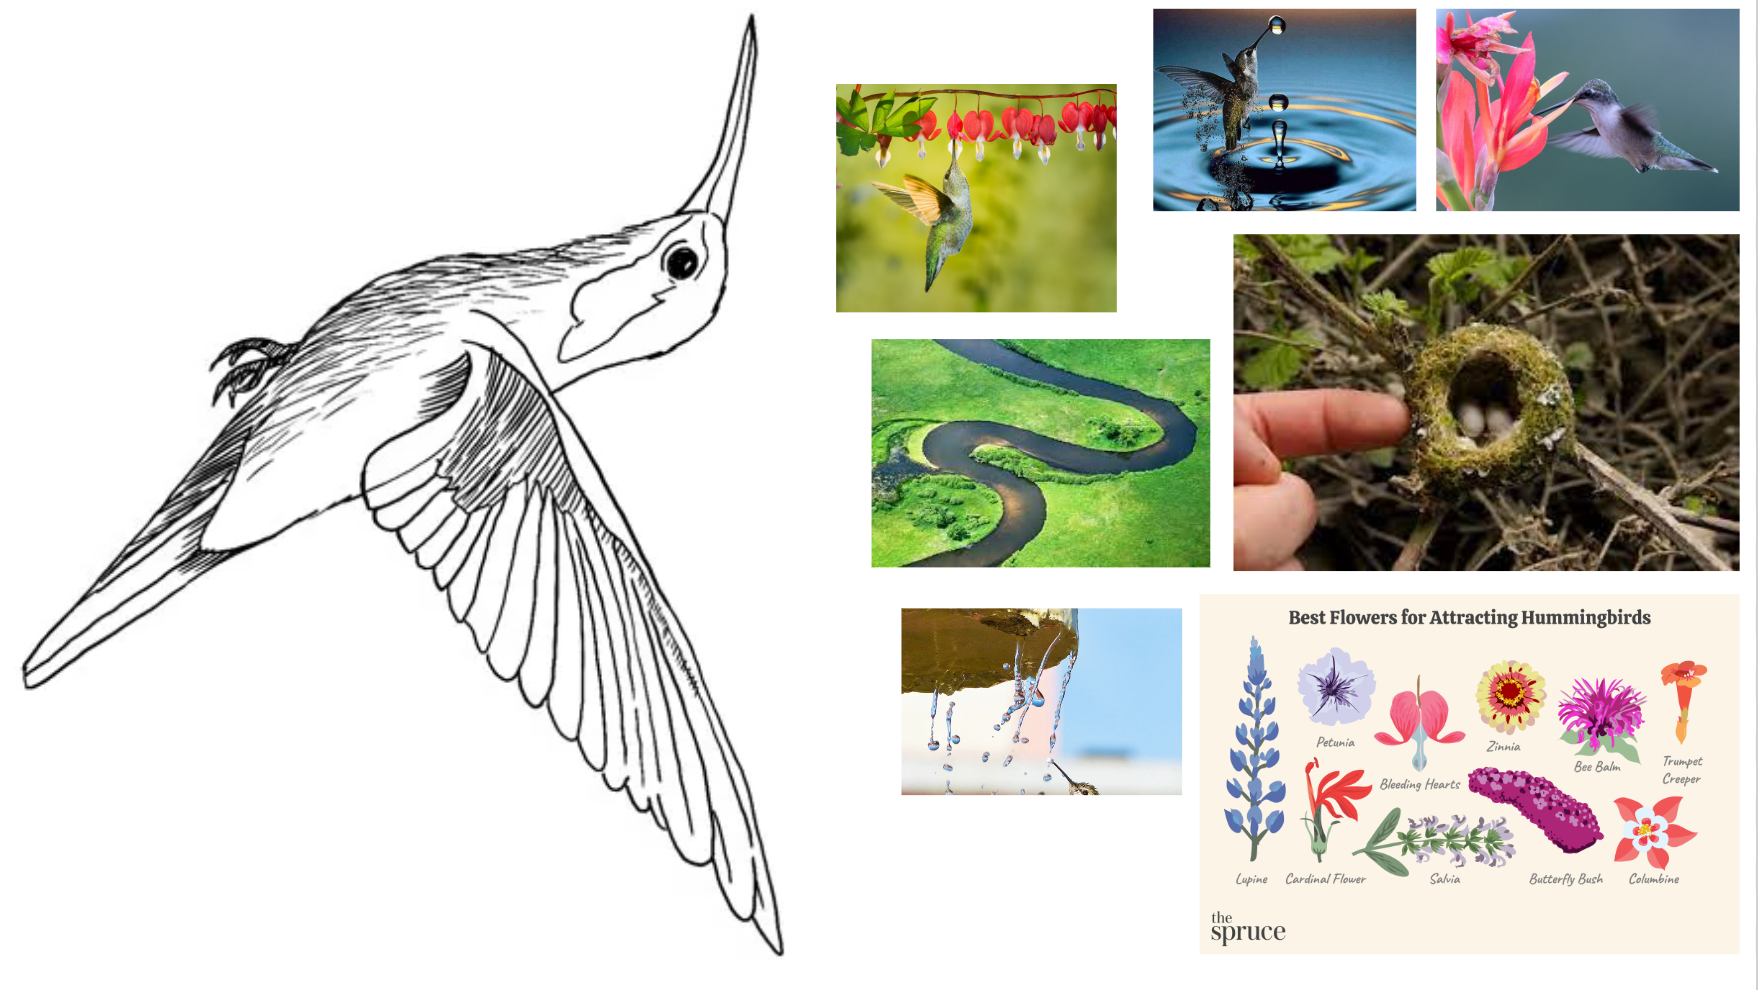 Best Flowers for Attracting Hummingbirds
Petunia
Bleeding Hearts
Zinnia
Bee Balm
Trumpet
Creeper
Lupine
Cardinal Flower
Salvia
Butterfly Bush
Columbine
the
spruce